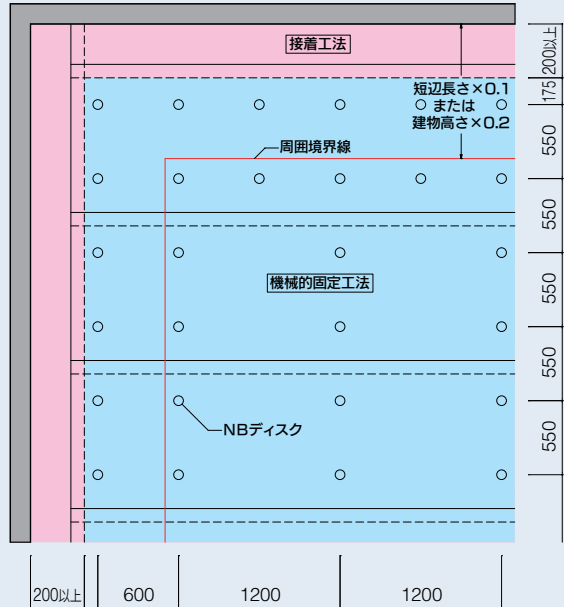 接着工法
短辺長さ×0.1
または
建物高さ×0.2
周囲境界線
機械的固定工法
NBディスク
200以上
175
550
550
550
550
550
200以上
600
1200
1200